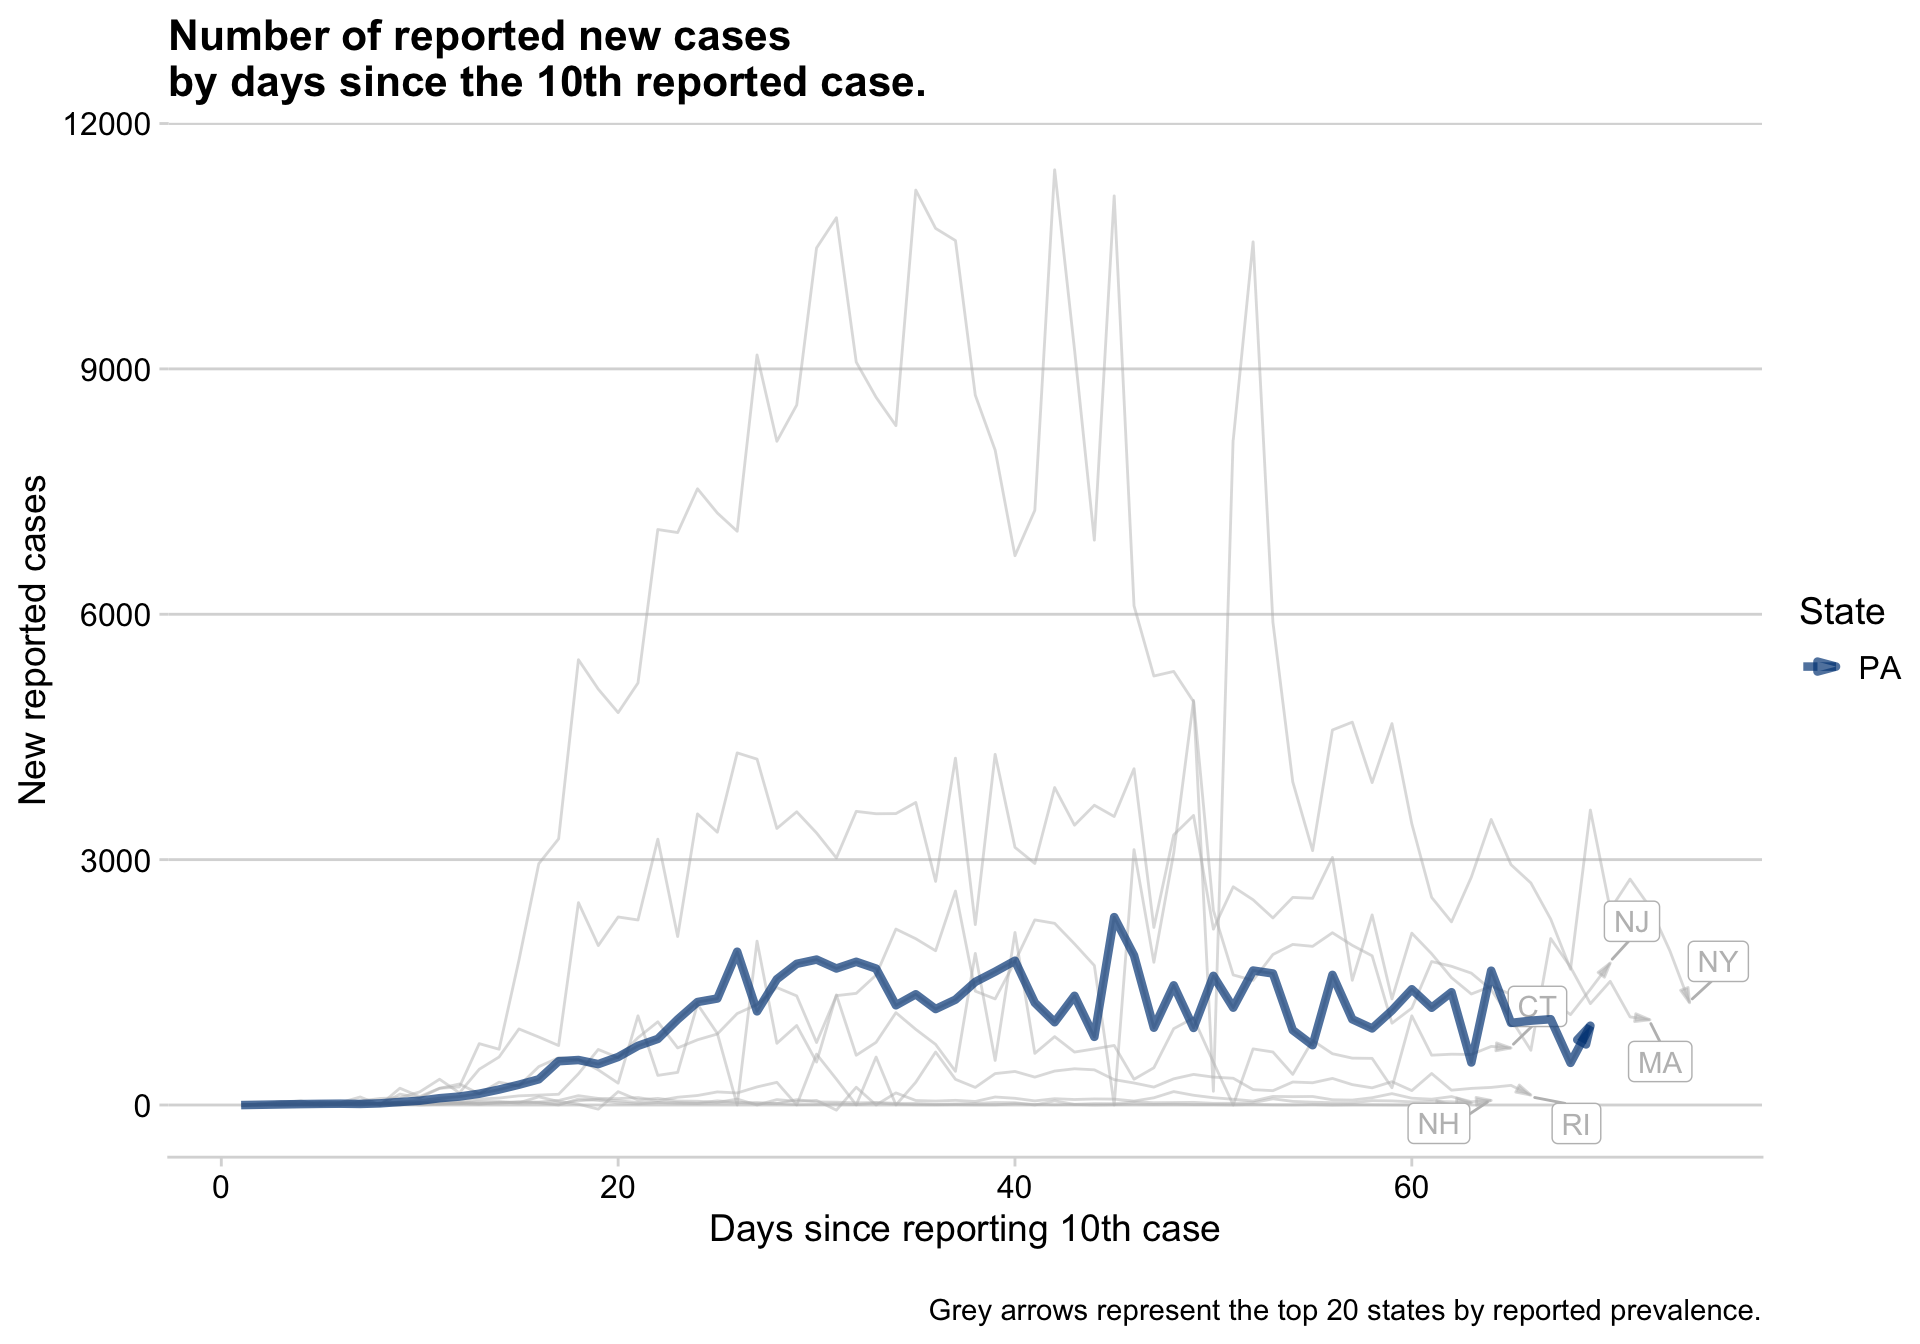 Number of reported new cases
by days since the 10th reported case.
12000
9000
6000
3000
0
New reported cases
NJ
NY
CT
MA
NH
RI
State
PA
0
20
40
60
Days since reporting 10th case
Grey arrows represent the top 20 states by reported prevalence.